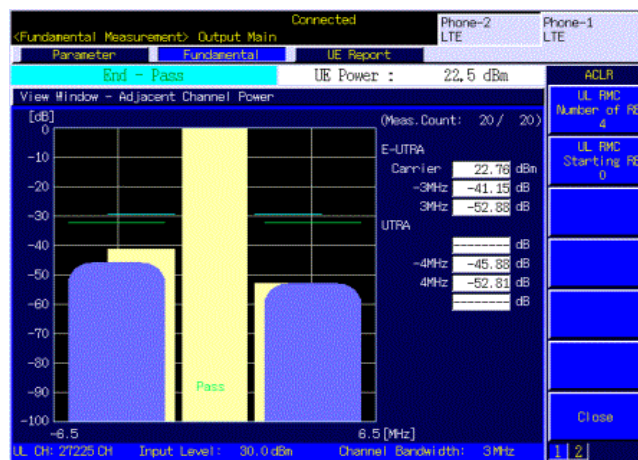 Connected
Phone-2
LTE
Phone-1
LTE
<Fundamental Measurement> Output Main
Parameter
Fundamental
UE Report
End - Pass
UE Power :
22.5 dBm
ACLR
View Window - Adjacent Channel Power
UL RMC
Number of RB
4
UL RMC
Starting RB
0
[dB]
0
-10
-20
-30
-40
-50
-60
-70
-80
-90
-100
Pass
-6.5
6.5[MHz]
(Meas.Count: 20/ 20)
E-UTRA
Carrier 22.76 dBm
-3MHz -41.15 dB
3MHz -52.88 dB
UTRA
------- dB
-4MHz -45.88 dB
4MHz -52.81 dB
------- dB
Close
UL CH: 27225 CH Input Level: 30.0 dBm Channel Bandwidth: 3 MHz
1 2